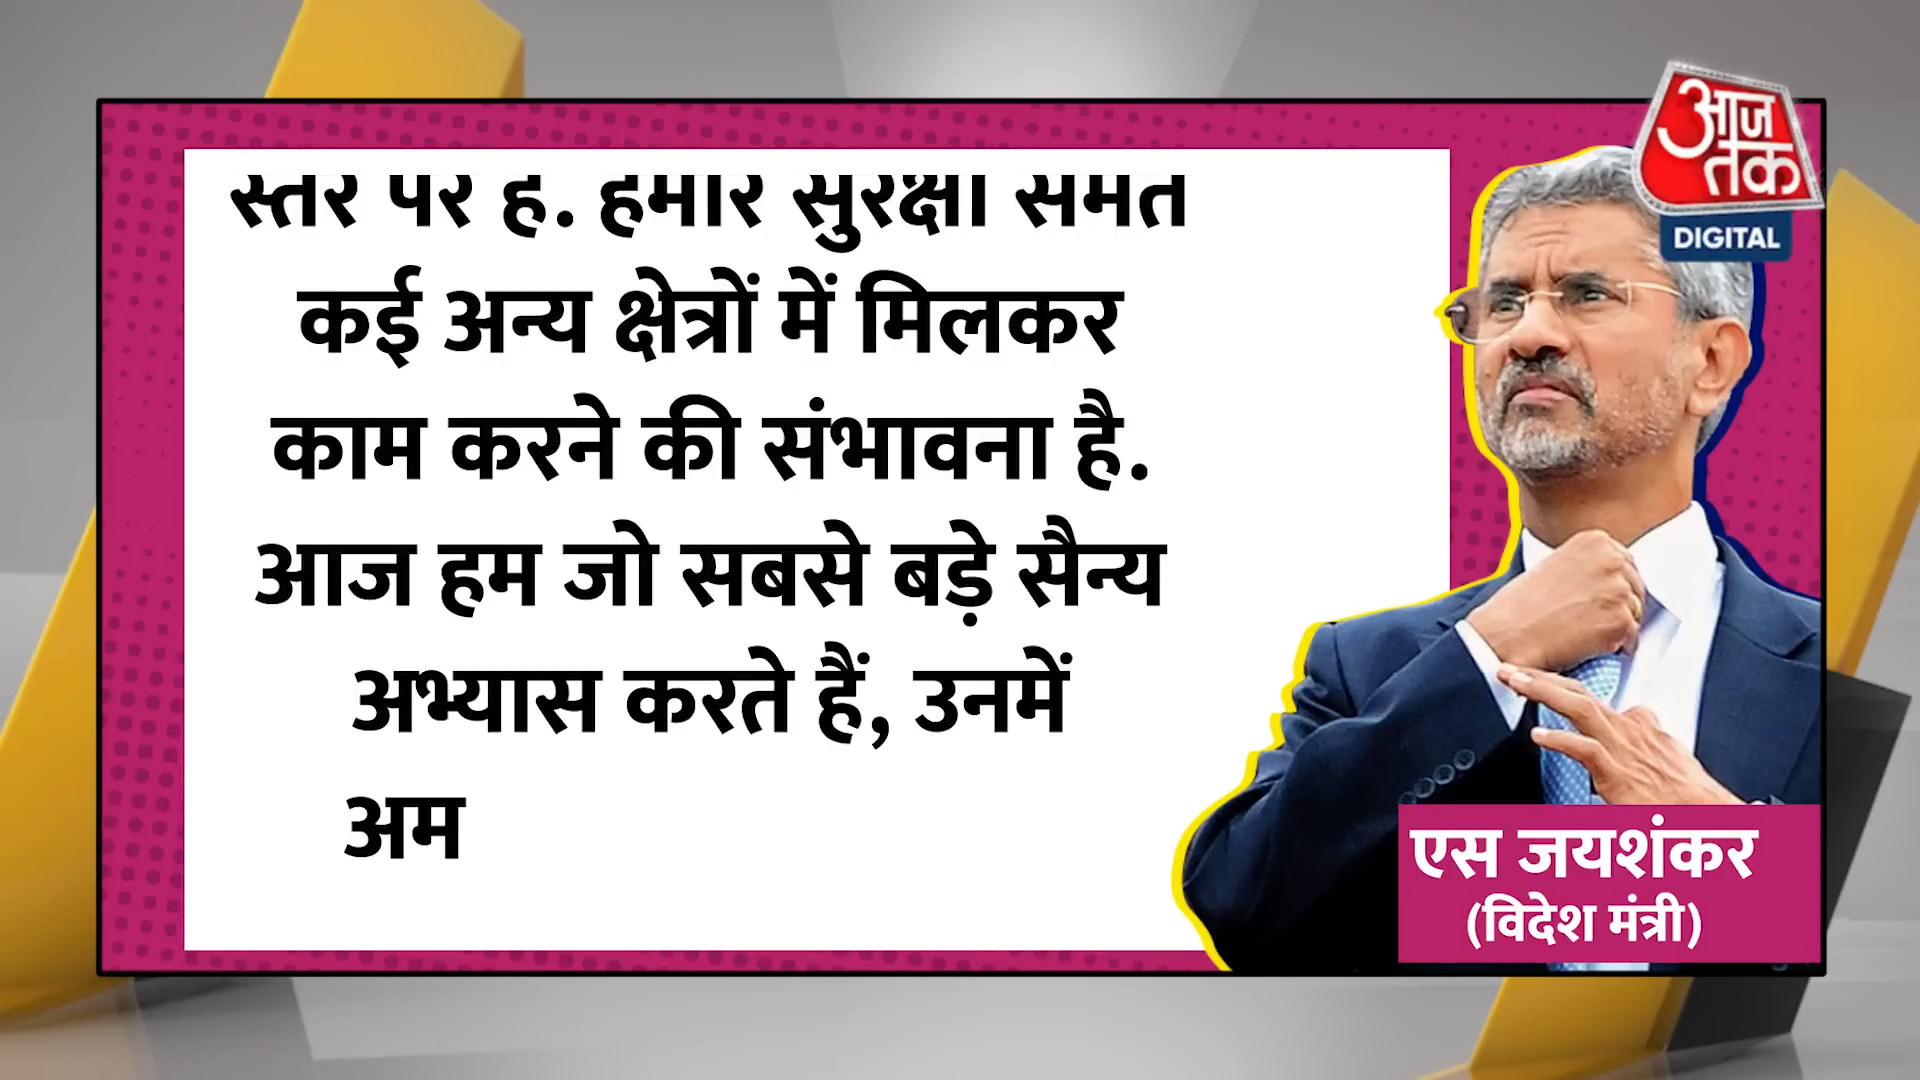 स्तर पर है. हमारे सुरक्षा समेत
कई अन्य क्षेत्रों में मिलकर
काम करने की संभावना है.
आज हम जो सबसे बड़े सैन्य
अभ्यास करते हैं, उनमें
अम
आज
तक
DIGITAL
एस जयशंकर
(विदेश मंत्री)